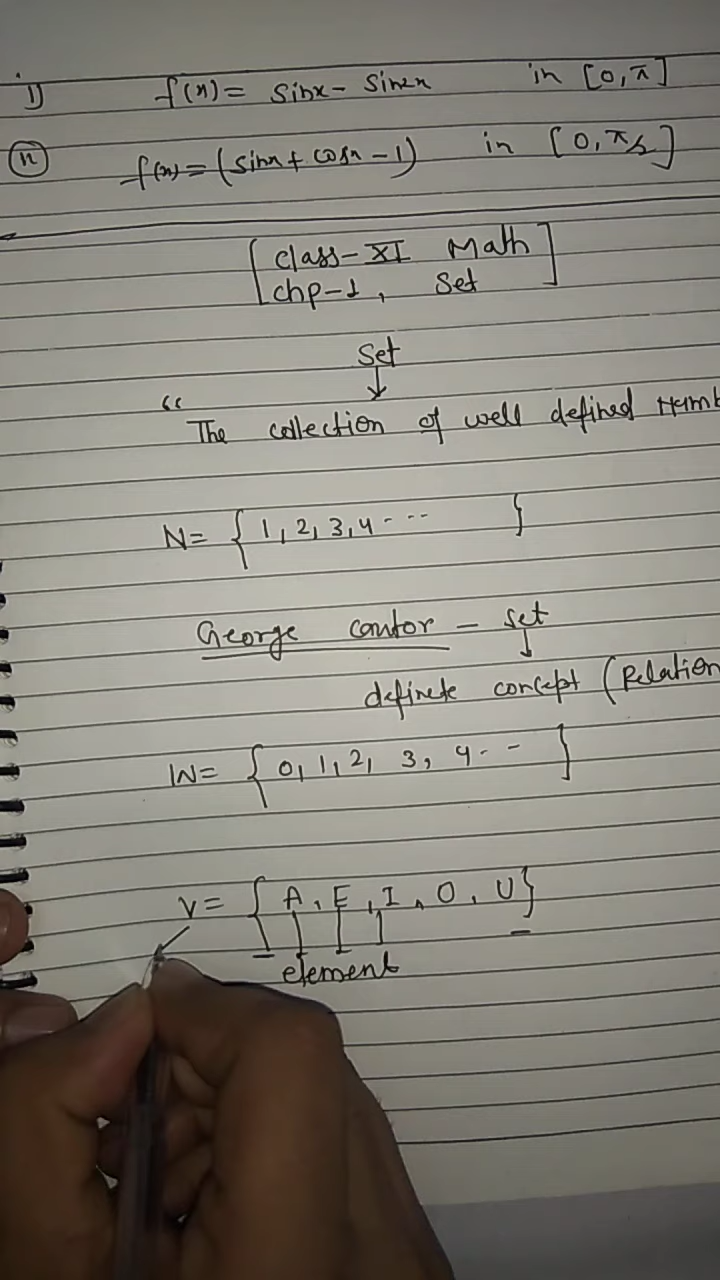 i) f(x) = sinx - sin2x in [0, π]
(ii) f(x) = (sinx + cosx - 1) in [0, π/2]
[class-XI Math
chp-1, Set]
Set
↓
"The collection of well defined
N = { 1, 2, 3, 4 - - - }
George cantor - set
↓
definete concept (Relation
W = { 0, 1, 2, 3, 4 - - }
V = { A, E, I, O, U }
element